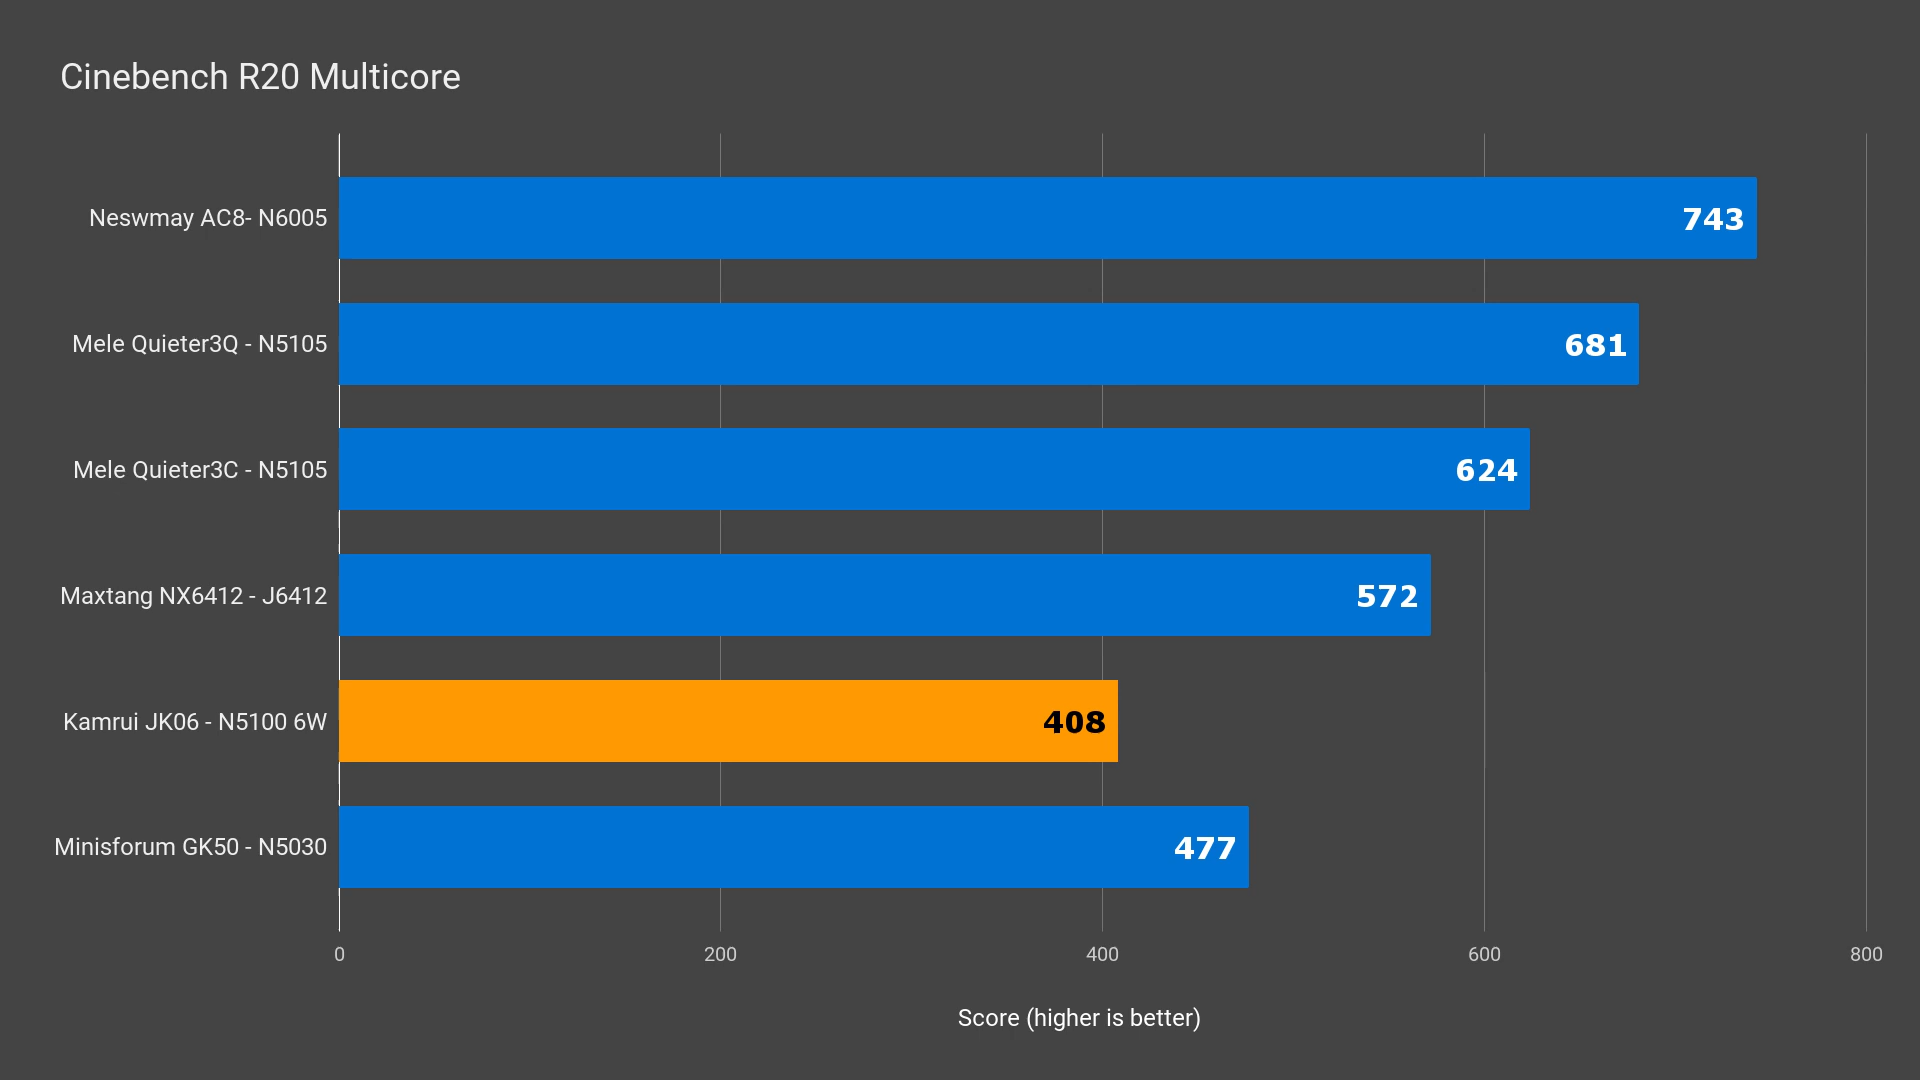 Cinebench R20 Multicore
Neswmay AC8- N6005
743
Mele Quieter3Q - N5105
681
Mele Quieter3C - N5105
624
Maxtang NX6412 - J6412
572
Kamrui JK06 - N5100 6W
408
Minisforum GK50 - N5030
477
0 200 400 600 800
Score (higher is better)